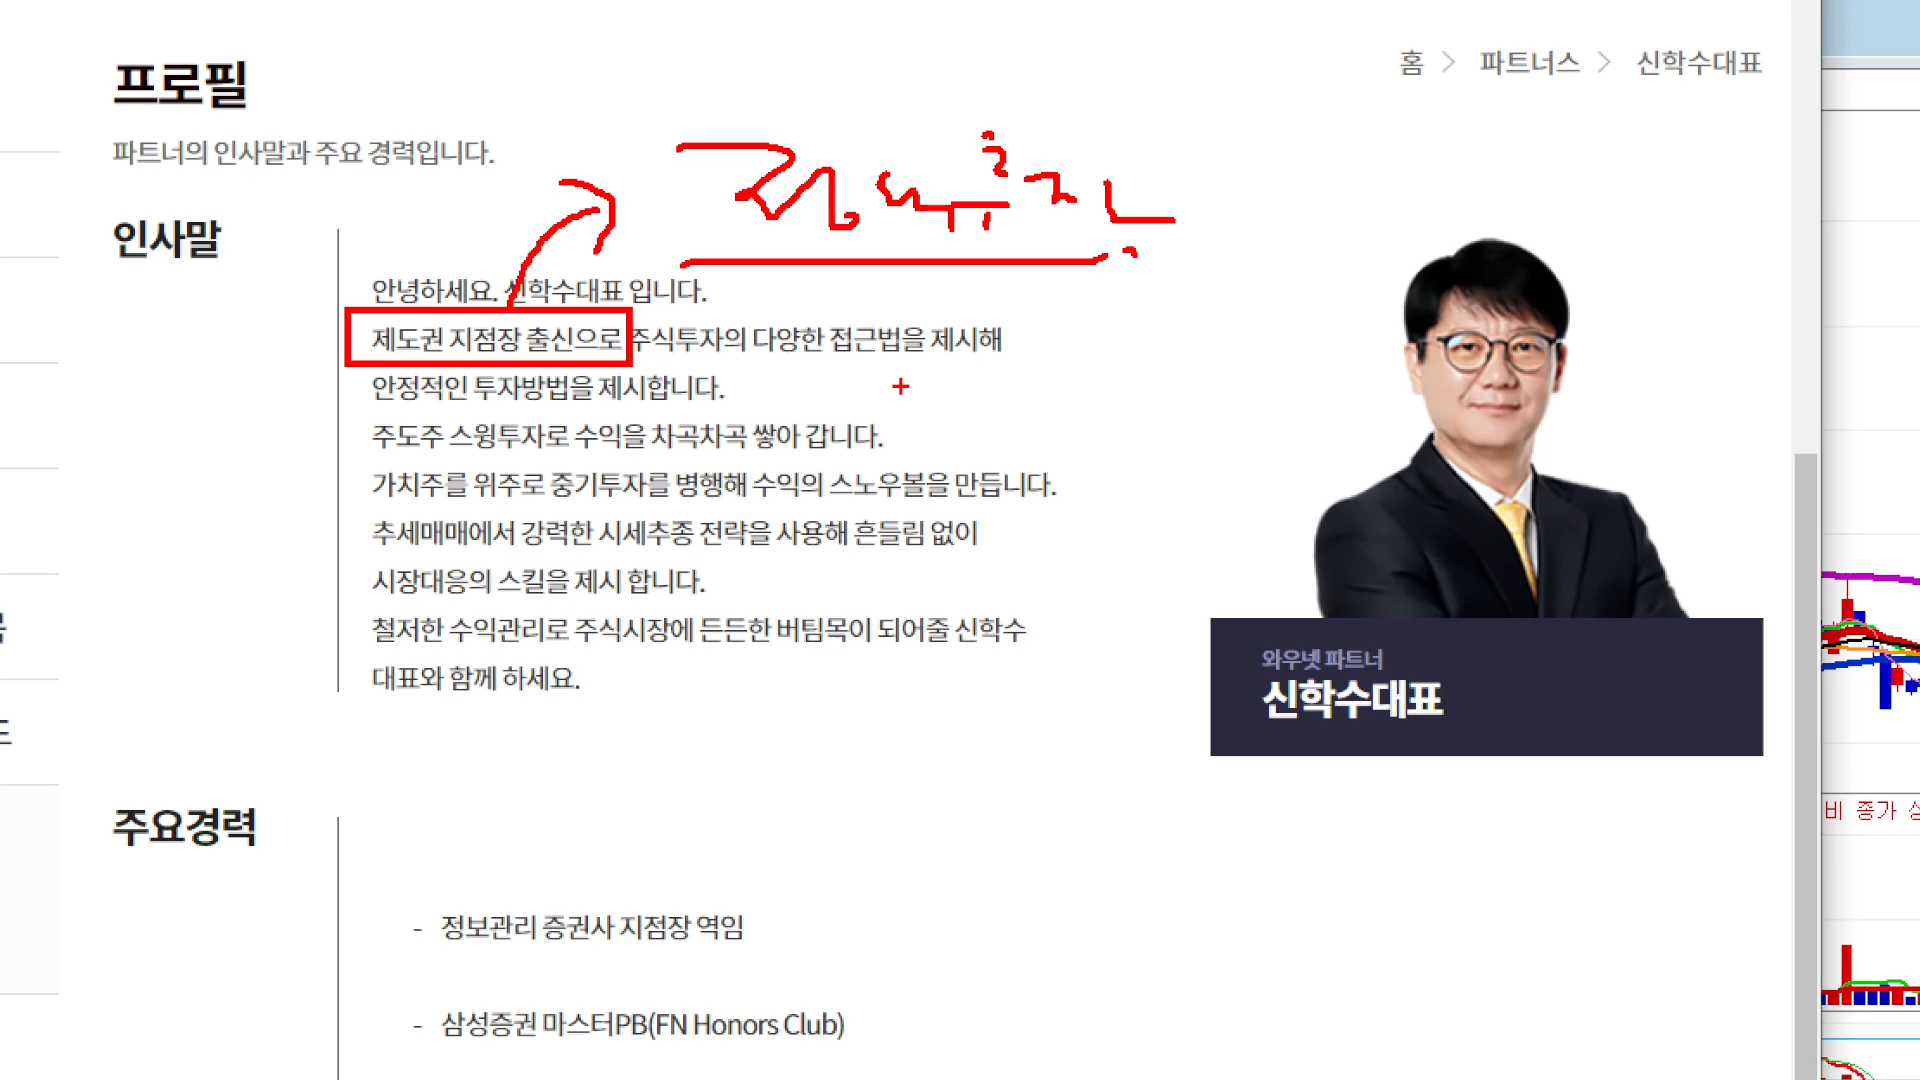 홈 > 파트너스 > 신학수대표
프로필
파트너의 인사말과 주요 경력입니다.
인사말
안녕하세요. 신학수대표 입니다.
제도권 지점장 출신으로 주식투자의 다양한 접근법을 제시해
안정적인 투자방법을 제시합니다.
주도주 스윙투자로 수익을 차곡차곡 쌓아 갑니다.
가치주를 위주로 중기투자를 병행해 수익의 스노우볼을 만듭니다.
추세매매에서 강력한 시세추종 전략을 사용해 흔들림 없이
시장대응의 스킬을 제시 합니다.
철저한 수익관리로 주식시장에 든든한 버팀목이 되어줄 신학수
대표와 함께 하세요.
와우넷 파트너
신학수대표
주요경력
- 정보관리 증권사 지점장 역임
- 삼성증권 마스터PB(FN Honors Club)
비 종가